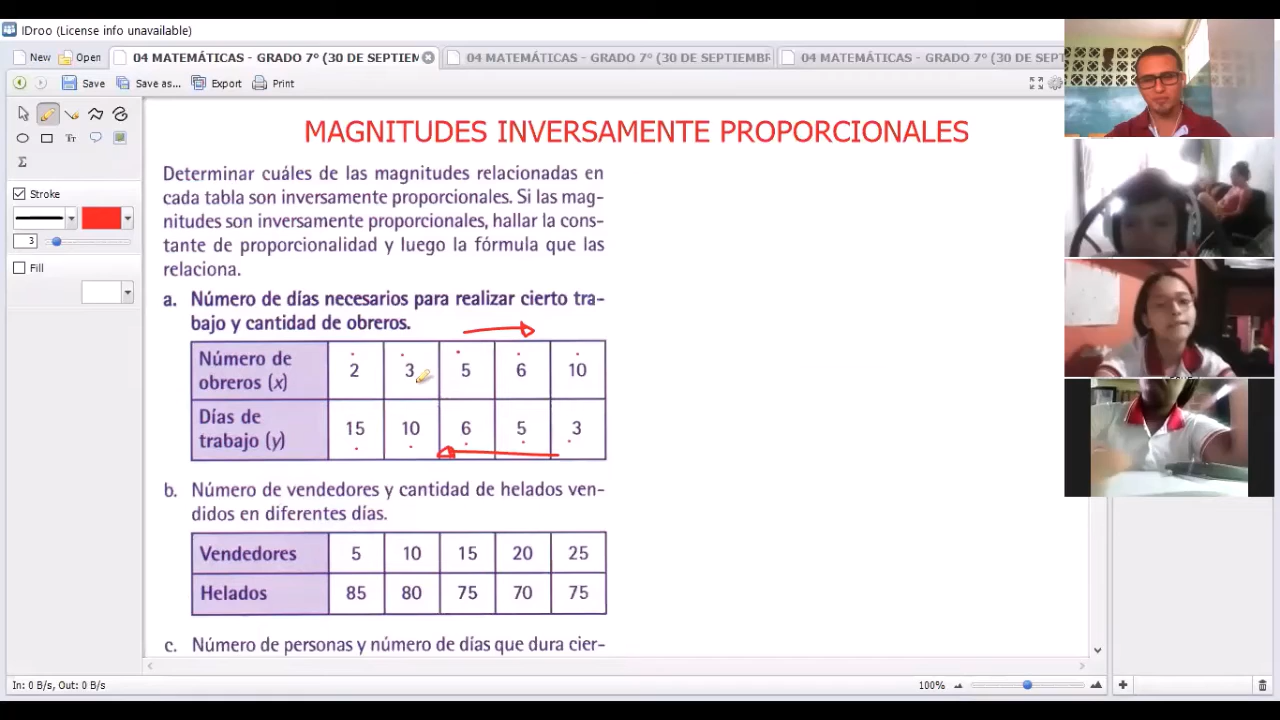 IDroo (License info unavailable)
New Open 04 MATEMÁTICAS - GRADO 7º (30 DE SEPTIEM 04 MATEMÁTICAS - GRADO 7º (30 DE SEPTIEMBR 04 MATEMÁTICAS - GRADO 7º (30 DE SEPT
Save Save as... Export Print
Tт
Σ
Stroke
3
Fill
MAGNITUDES INVERSAMENTE PROPORCIONALES
Determinar cuáles de las magnitudes relacionadas en
cada tabla son inversamente proporcionales. Si las mag-
nitudes son inversamente proporcionales, hallar la cons-
tante de proporcionalidad y luego la fórmula que las
relaciona.
a. Número de días necesarios para realizar cierto tra-
bajo y cantidad de obreros.
Número de
obreros (x) 2 3 5 6 10
Días de
trabajo (y) 15 10 6 5 3
b. Número de vendedores y cantidad de helados ven-
didos en diferentes días.
Vendedores 5 10 15 20 25
Helados 85 80 75 70 75
c. Número de personas y número de días que dura cier-
In: 0 B/s, Out: 0 B/s 100%